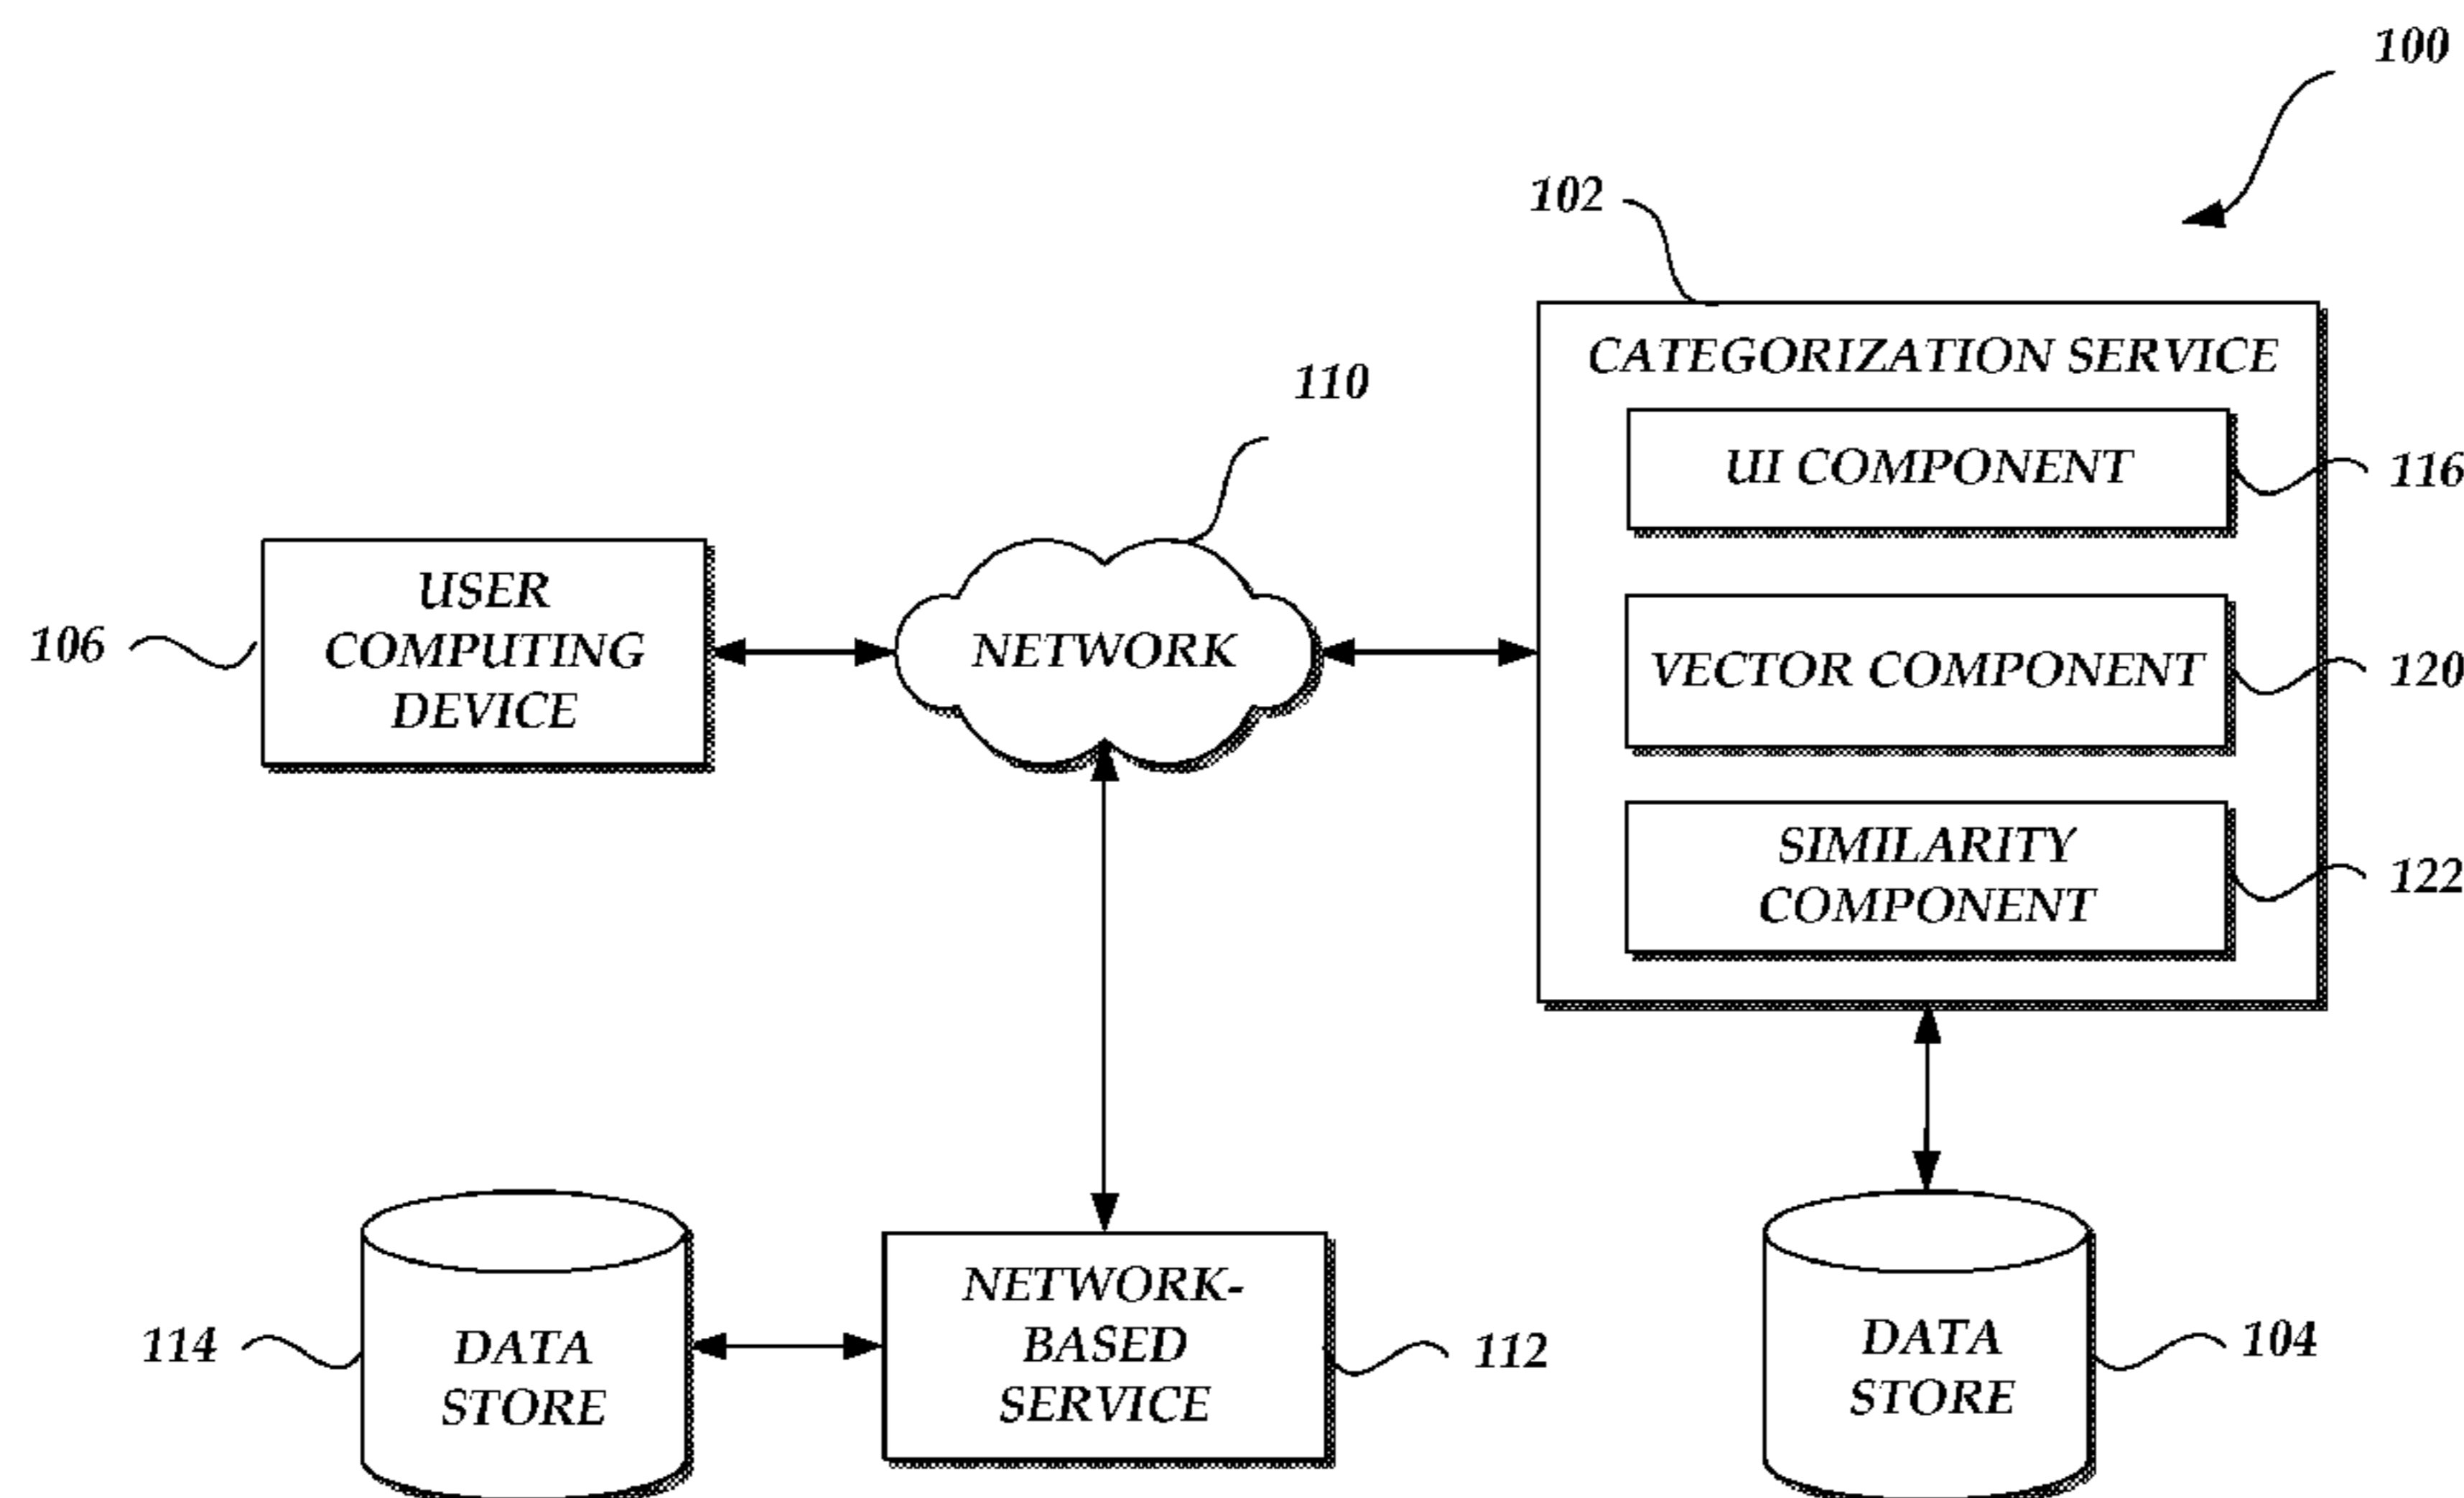 100
102
CATEGORIZATION SERVICE
110
UI COMPONENT
116
USER
COMPUTING
DEVICE
106
NETWORK
VECTOR COMPONENT
120
SIMILARITY
COMPONENT
122
114
DATA
STORE
NETWORK-
BASED
SERVICE
112
DATA
STORE
104